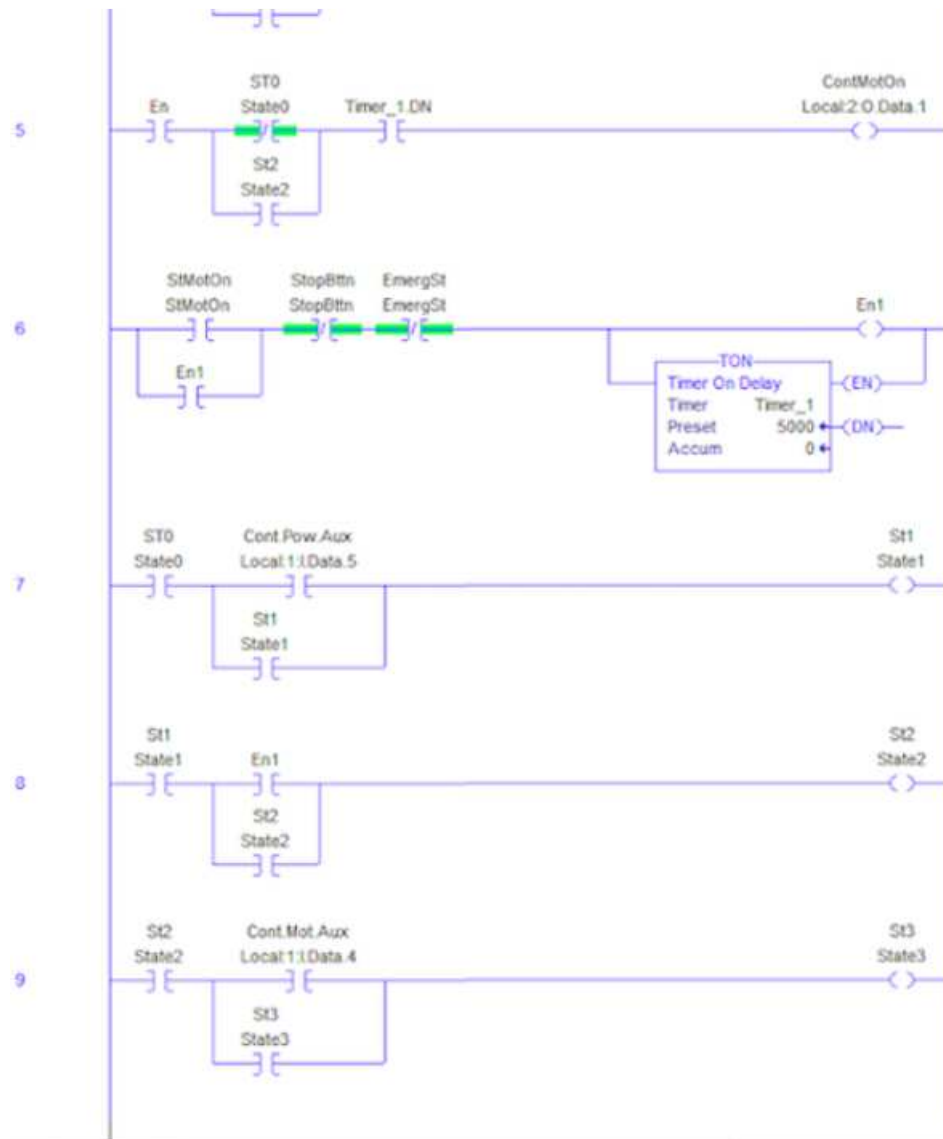 ST0 ContMotOn
En State0 Timer_1.DN Local:2:O.Data.1
5
St2
State2
StMotOn StopBttn EmergSt
StMotOn StopBttn EmergSt En1
6
En1
TON
Timer On Delay (EN)
Timer Timer_1
Preset 5000 (DN)
Accum 0
ST0 Cont.Pow.Aux St1
State0 Local:1:I.Data.5 State1
7
St1
State1
St1 St2
State1 En1 State2
8
St2
State2
St2 Cont.Mot.Aux St3
State2 Local:1:I.Data.4 State3
9
St3
State3